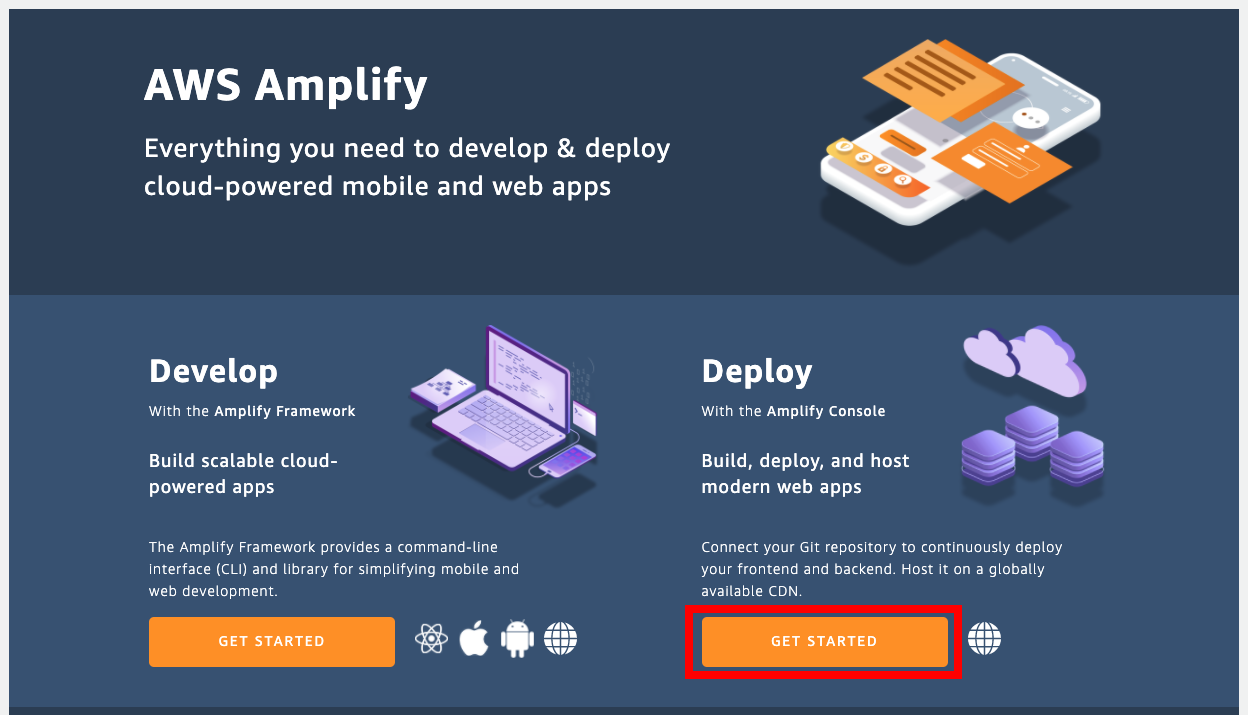 AWS Amplify
Everything you need to develop & deploy
cloud-powered mobile and web apps
Develop
With the Amplify Framework
Build scalable cloud-
powered apps
The Amplify Framework provides a command-line
interface (CLI) and library for simplifying mobile and
web development.
GET STARTED
Deploy
With the Amplify Console
Build, deploy, and host
modern web apps
Connect your Git repository to continuously deploy
your frontend and backend. Host it on a globally
available CDN.
GET STARTED